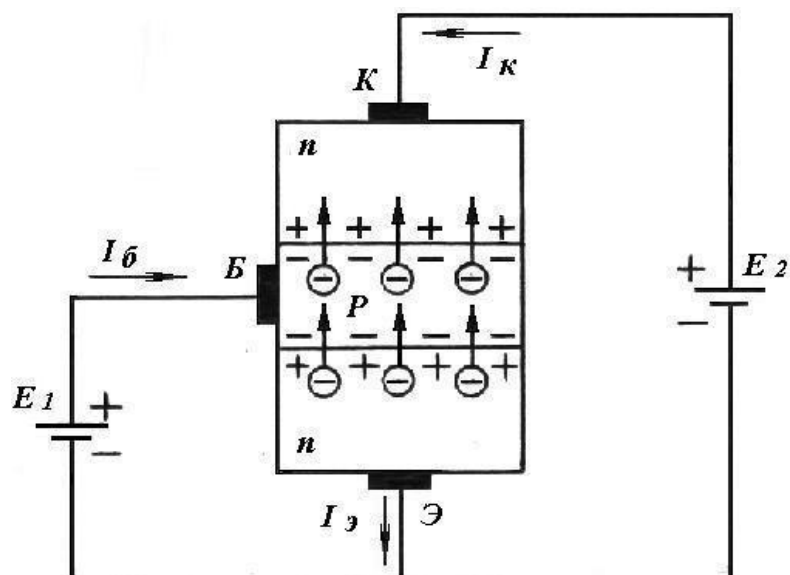 I к
К
n
+ + + +
− − − −
I б
Б
+ E 2
−
P
− − − −
+ + + +
E 1
+
−
n
I э
Э